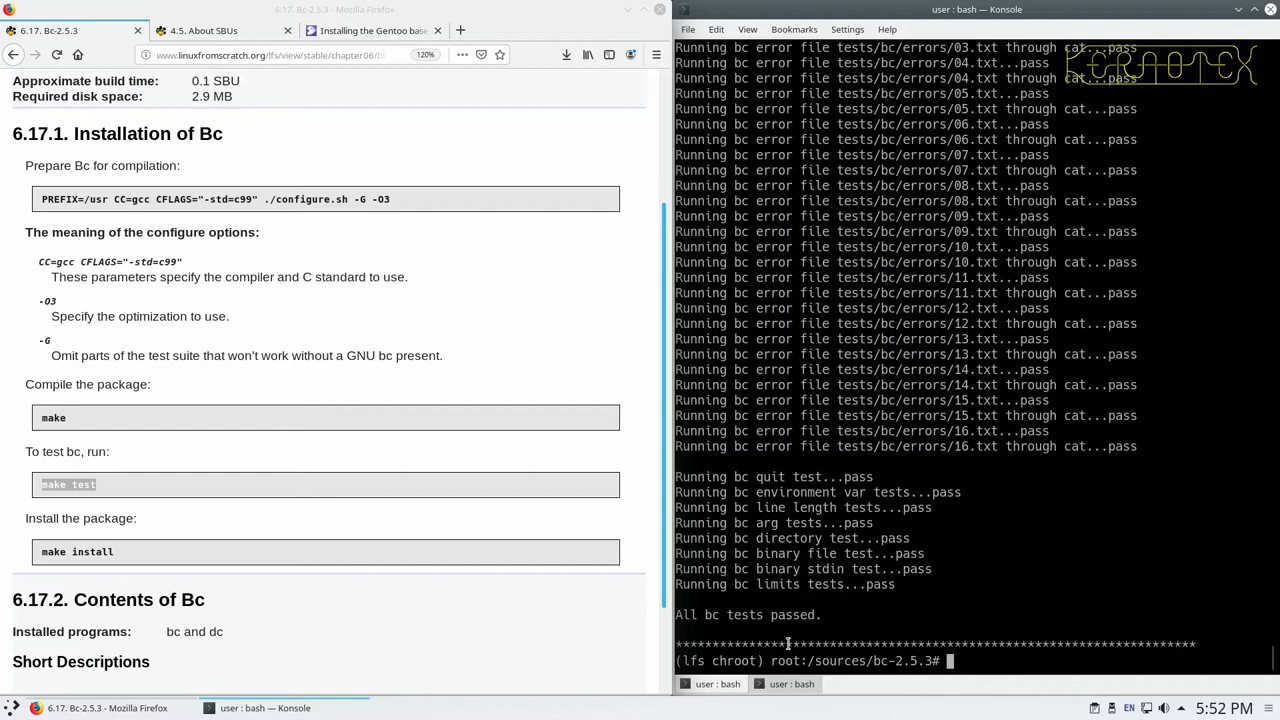 6.17. Bc-2.5.3 - Mozilla Firefox
6.17. Bc-2.5.3
4.5. About SBUs
Installing the Gentoo base
www.linuxfromscratch.org/lfs/view/stable/chapter06/
120%
Approximate build time: 0.1 SBU
Required disk space: 2.9 MB
6.17.1. Installation of Bc
Prepare Bc for compilation:
PREFIX=/usr CC=gcc CFLAGS="-std=c99" ./configure.sh -G -O3
The meaning of the configure options:
CC=gcc CFLAGS="-std=c99"
These parameters specify the compiler and C standard to use.
-O3
Specify the optimization to use.
-G
Omit parts of the test suite that won't work without a GNU bc present.
Compile the package:
make
To test bc, run:
make test
Install the package:
make install
6.17.2. Contents of Bc
Installed programs: bc and dc
Short Descriptions
user : bash — Konsole
File Edit View Bookmarks Settings Help
Running bc error file tests/bc/errors/03.txt through cat...pass
Running bc error file tests/bc/errors/04.txt...pass
Running bc error file tests/bc/errors/04.txt through cat...pass
Running bc error file tests/bc/errors/05.txt...pass
Running bc error file tests/bc/errors/05.txt through cat...pass
Running bc error file tests/bc/errors/06.txt...pass
Running bc error file tests/bc/errors/06.txt through cat...pass
Running bc error file tests/bc/errors/07.txt...pass
Running bc error file tests/bc/errors/07.txt through cat...pass
Running bc error file tests/bc/errors/08.txt...pass
Running bc error file tests/bc/errors/08.txt through cat...pass
Running bc error file tests/bc/errors/09.txt...pass
Running bc error file tests/bc/errors/09.txt through cat...pass
Running bc error file tests/bc/errors/10.txt...pass
Running bc error file tests/bc/errors/10.txt through cat...pass
Running bc error file tests/bc/errors/11.txt...pass
Running bc error file tests/bc/errors/11.txt through cat...pass
Running bc error file tests/bc/errors/12.txt...pass
Running bc error file tests/bc/errors/12.txt through cat...pass
Running bc error file tests/bc/errors/13.txt...pass
Running bc error file tests/bc/errors/13.txt through cat...pass
Running bc error file tests/bc/errors/14.txt...pass
Running bc error file tests/bc/errors/14.txt through cat...pass
Running bc error file tests/bc/errors/15.txt...pass
Running bc error file tests/bc/errors/15.txt through cat...pass
Running bc error file tests/bc/errors/16.txt...pass
Running bc error file tests/bc/errors/16.txt through cat...pass
Running bc quit test...pass
Running bc environment var tests...pass
Running bc line length tests...pass
Running bc arg tests...pass
Running bc directory test...pass
Running bc binary file test...pass
Running bc binary stdin test...pass
Running bc limits tests...pass
All bc tests passed.
***********************************************************************
(lfs chroot) root:/sources/bc-2.5.3#
user : bash
user : bash
6.17. Bc-2.5.3 - Mozilla Firefox
user : bash — Konsole
EN
5:52 PM